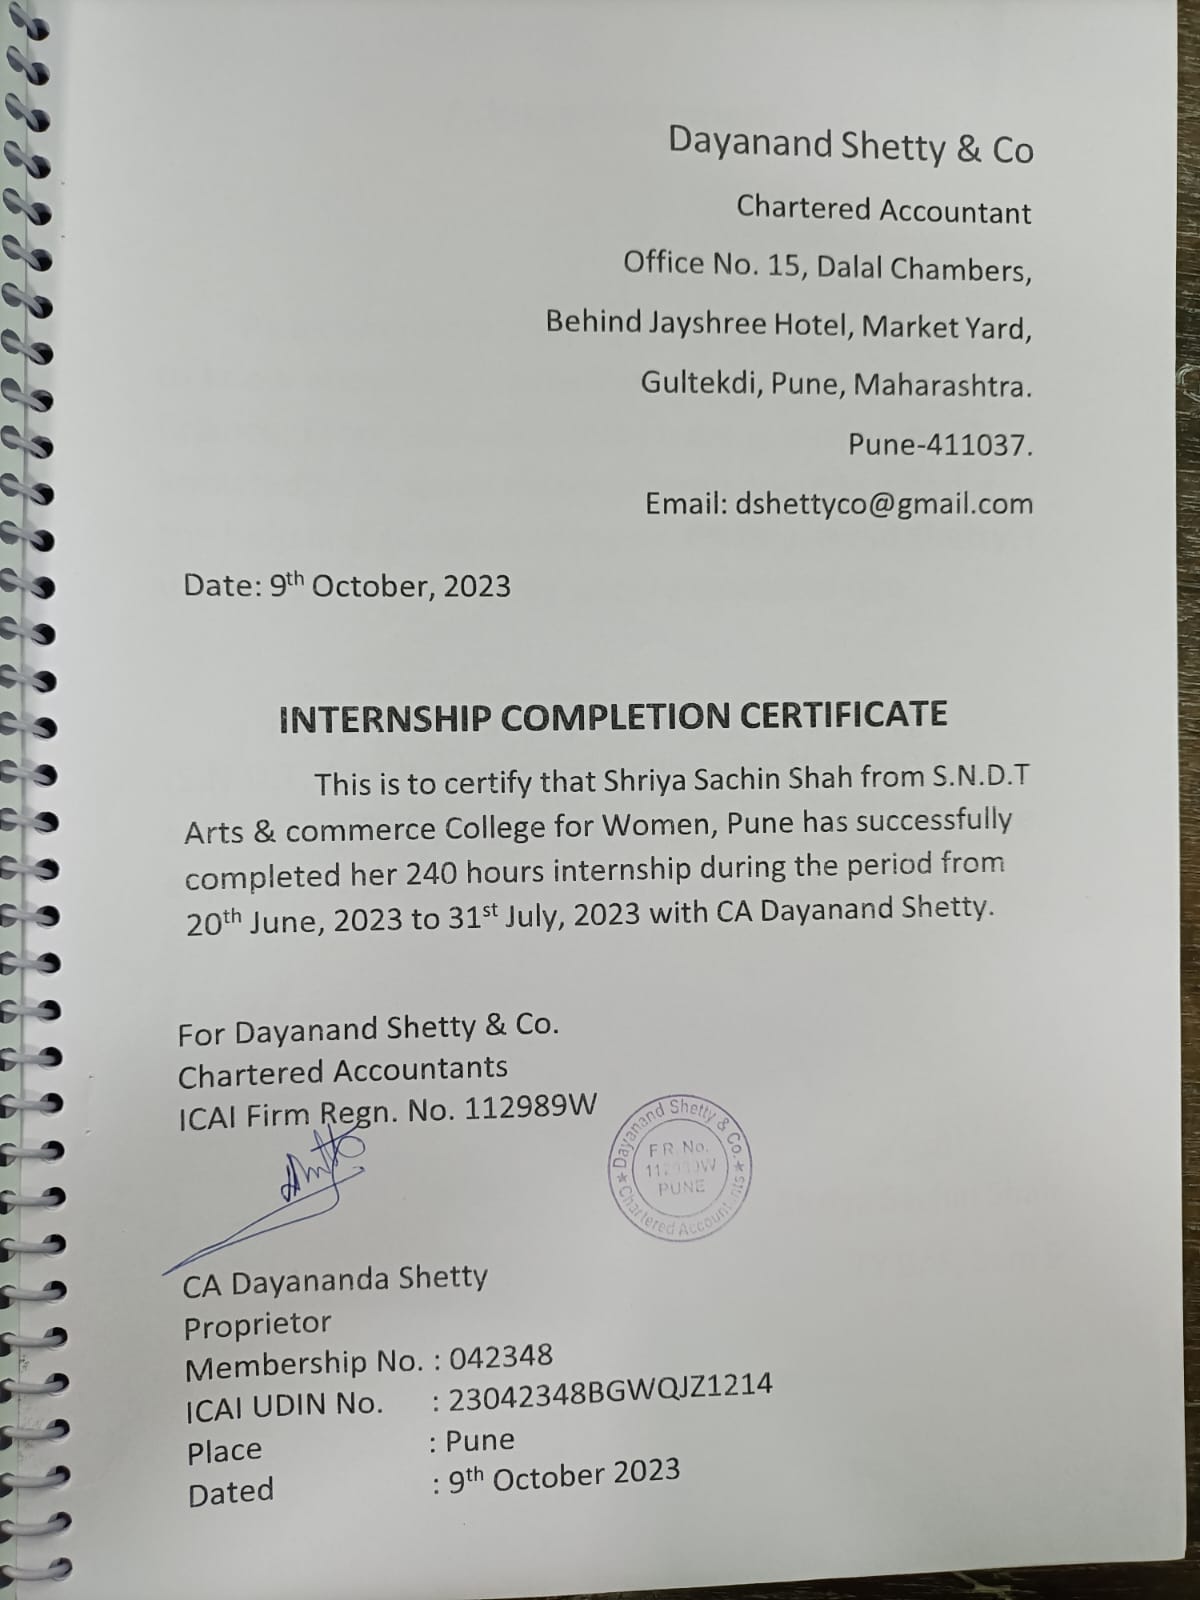 Dayanand Shetty & Co
Chartered Accountant
Office No. 15, Dalal Chambers,
Behind Jayshree Hotel, Market Yard,
Gultekdi, Pune, Maharashtra.
Pune-411037.
Email: dshettyco@gmail.com
Date: 9th October, 2023
INTERNSHIP COMPLETION CERTIFICATE
This is to certify that Shriya Sachin Shah from S.N.D.T
Arts & commerce College for Women, Pune has successfully
completed her 240 hours internship during the period from
20th June, 2023 to 31st July, 2023 with CA Dayanand Shetty.
For Dayanand Shetty & Co.
Chartered Accountants
ICAI Firm Regn. No. 112989W
★ Dayanand Shetty & Co. ★
Chartered Accountants
F.R. No.
PUNE
CA Dayananda Shetty
Proprietor
Membership No. : 042348
ICAI UDIN No. : 23042348BGWQJZ1214
Place : Pune
Dated : 9th October 2023